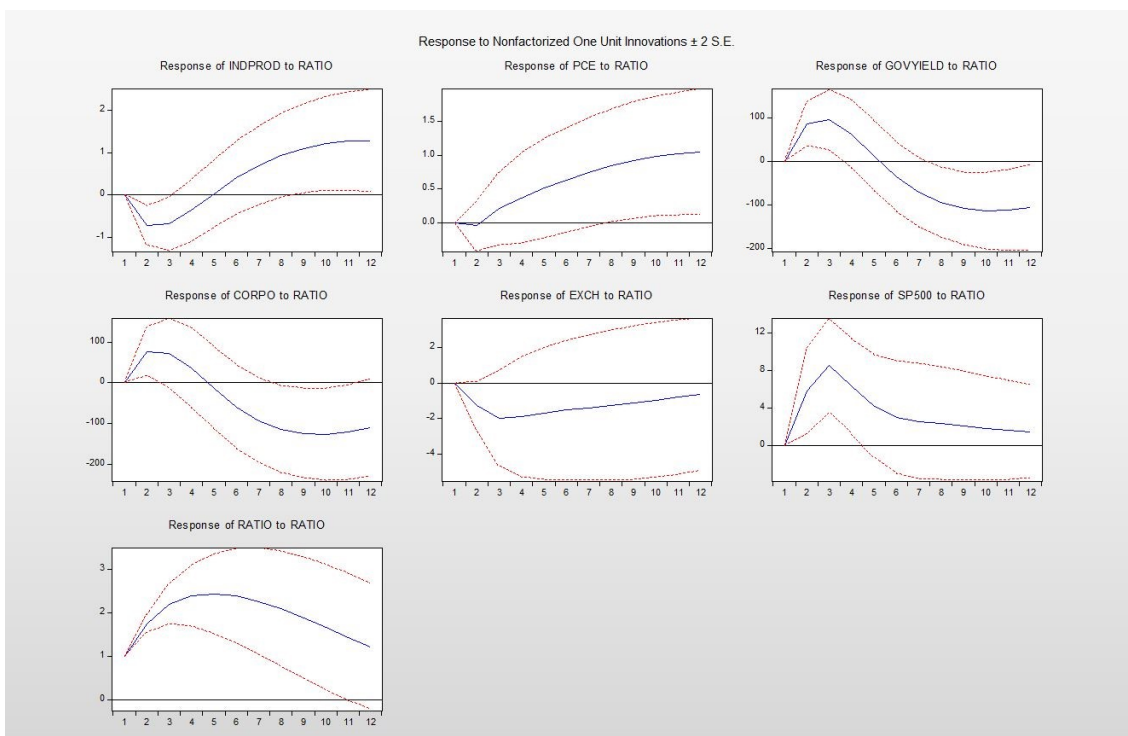 Response to Nonfactorized One Unit Innovations ± 2 S.E.
Response of INDPROD to RATIO
2
1
0
-1
1 2 3 4 5 6 7 8 9 10 11 12
Response of PCE to RATIO
1.5
1.0
0.5
0.0
1 2 3 4 5 6 7 8 9 10 11 12
Response of GOVYIELD to RATIO
100
0
-100
-200
1 2 3 4 5 6 7 8 9 10 11 12
Response of CORPO to RATIO
100
0
-100
-200
1 2 3 4 5 6 7 8 9 10 11 12
Response of EXCH to RATIO
2
0
-2
-4
1 2 3 4 5 6 7 8 9 10 11 12
Response of SP500 to RATIO
12
8
4
0
1 2 3 4 5 6 7 8 9 10 11 12
Response of RATIO to RATIO
3
2
1
0
1 2 3 4 5 6 7 8 9 10 11 12